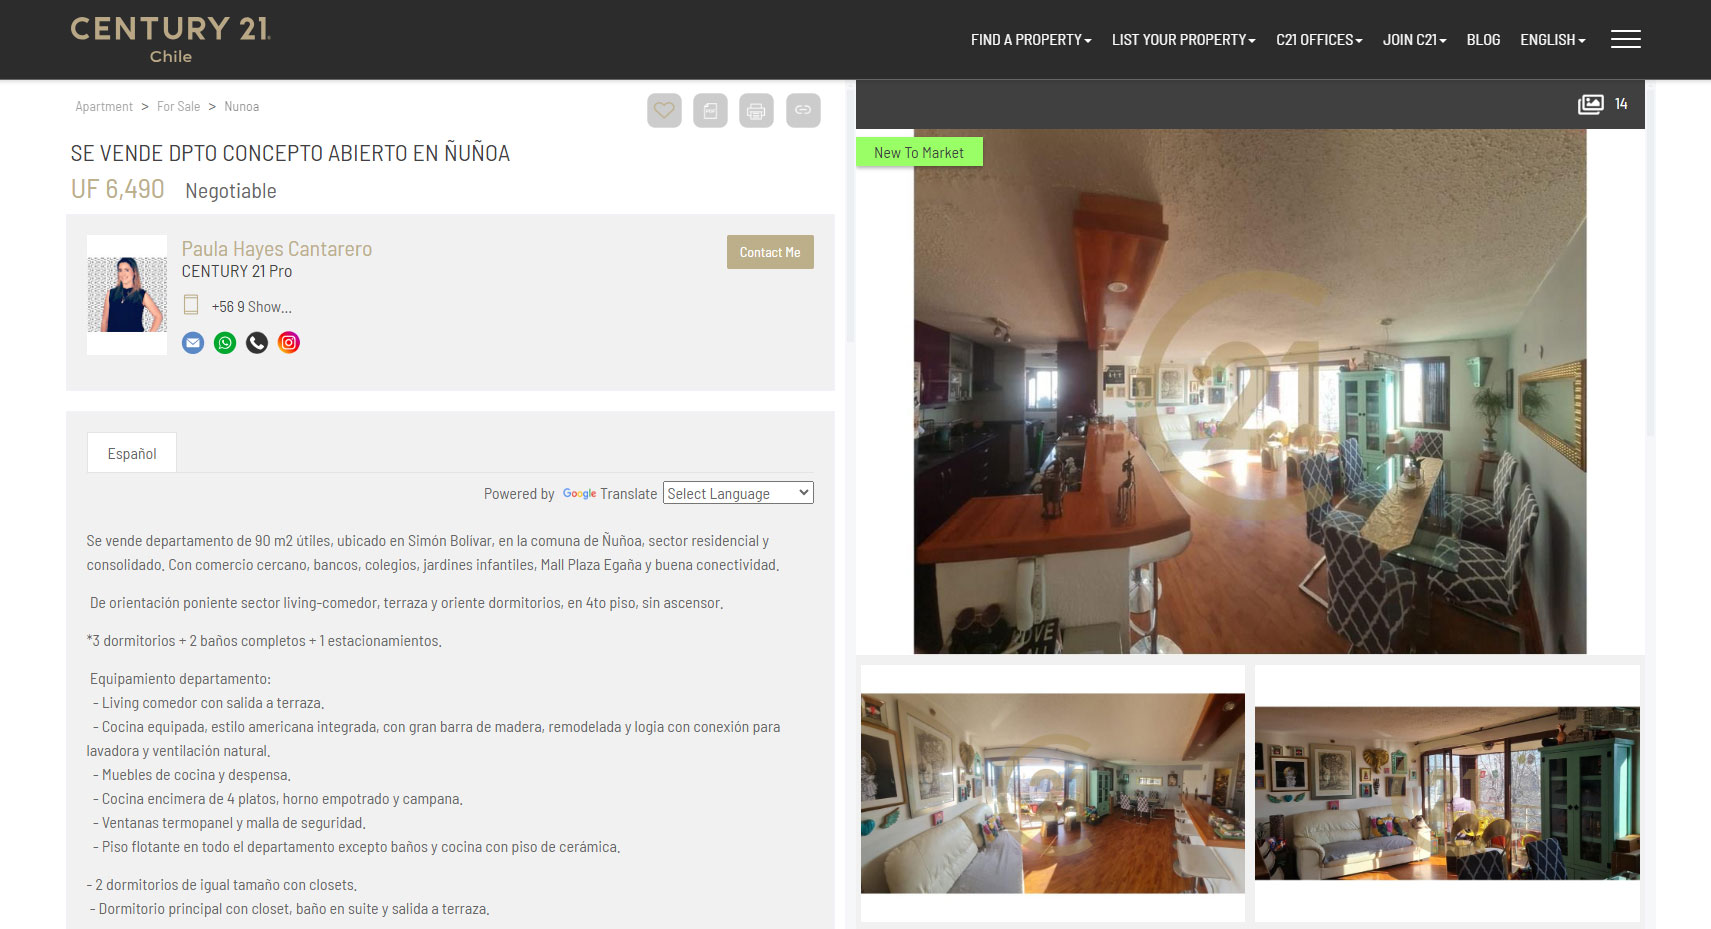 CENTURY 21
Chile
FIND A PROPERTY
LIST YOUR PROPERTY
C21 OFFICES
JOIN C21
BLOG
ENGLISH
Apartment > For Sale > Nunoa
14
SE VENDE DPTO CONCEPTO ABIERTO EN ÑUÑOA
UF 6,490 Negotiable
New To Market
Paula Hayes Cantarero
CENTURY 21 Pro
+56 9 Show...
Contact Me
Español
Powered by Google Translate Select Language
Se vende departamento de 90 m2 útiles, ubicado en Simón Bolívar, en la comuna de Ñuñoa, sector residencial y
consolidado. Con comercio cercano, bancos, colegios, jardines infantiles, Mall Plaza Egaña y buena conectividad.
De orientación poniente sector living-comedor, terraza y oriente dormitorios, en 4to piso, sin ascensor.
*3 dormitorios + 2 baños completos + 1 estacionamientos.
Equipamiento departamento:
- Living comedor con salida a terraza.
- Cocina equipada, estilo americana integrada, con gran barra de madera, remodelada y logia con conexión para
lavadora y ventilación natural.
- Muebles de cocina y despensa.
- Cocina encimera de 4 platos, horno empotrado y campana.
- Ventanas termopanel y malla de seguridad.
- Piso flotante en todo el departamento excepto baños y cocina con piso de cerámica.
- 2 dormitorios de igual tamaño con closets.
- Dormitorio principal con closet, baño en suite y salida a terraza.
21
LOVE
21
21